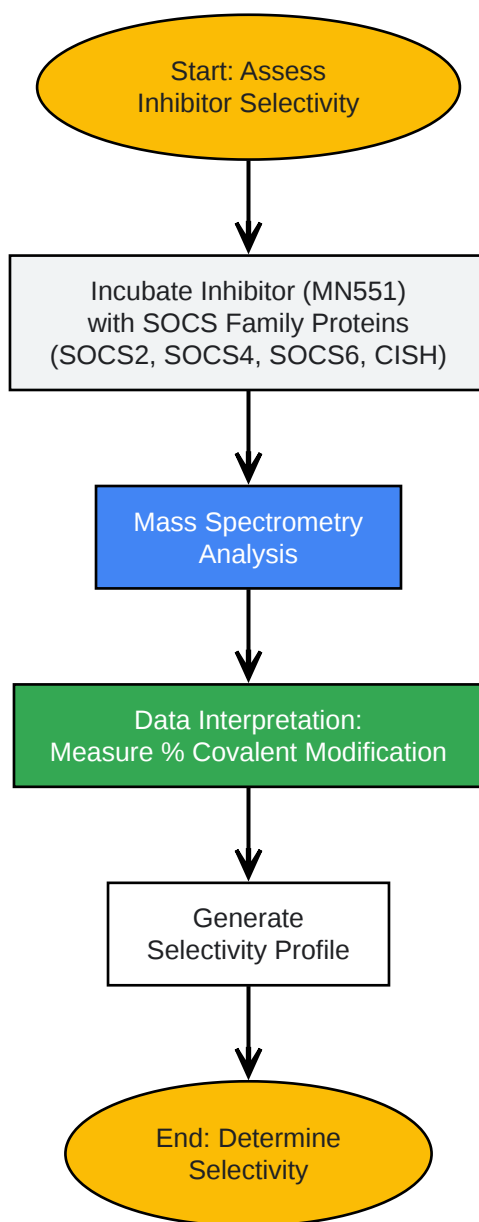 Start: Assess
Inhibitor Selectivity
Incubate Inhibitor (MN551)
with SOCS Family Proteins
(SOCS2, SOCS4, SOCS6, CISH)
Mass Spectrometry
Analysis
Data Interpretation:
Measure % Covalent Modification
Generate
Selectivity Profile
End: Determine
Selectivity